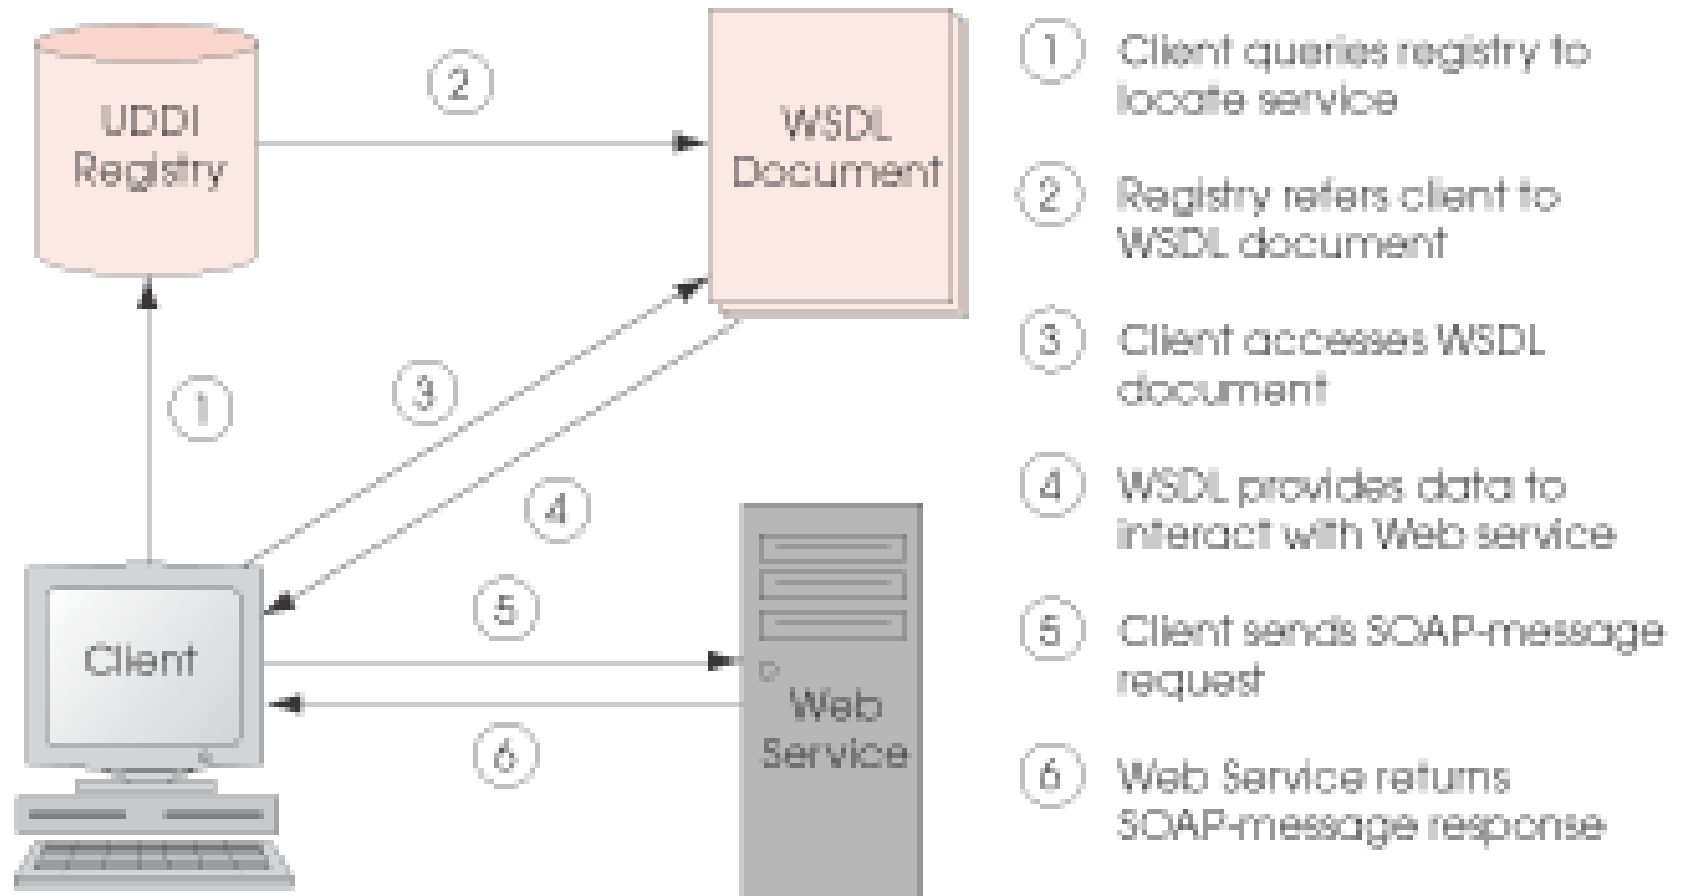 UDDI
Registry
2
WSDL
Document
1
3
4
Client
5
6
Web
Service
1 Client queries registry to
locate service
2 Registry refers client to
WSDL document
3 Client accesses WSDL
document
4 WSDL provides data to
interact with Web service
5 Client sends SOAP-message
request
6 Web Service returns
SOAP-message response